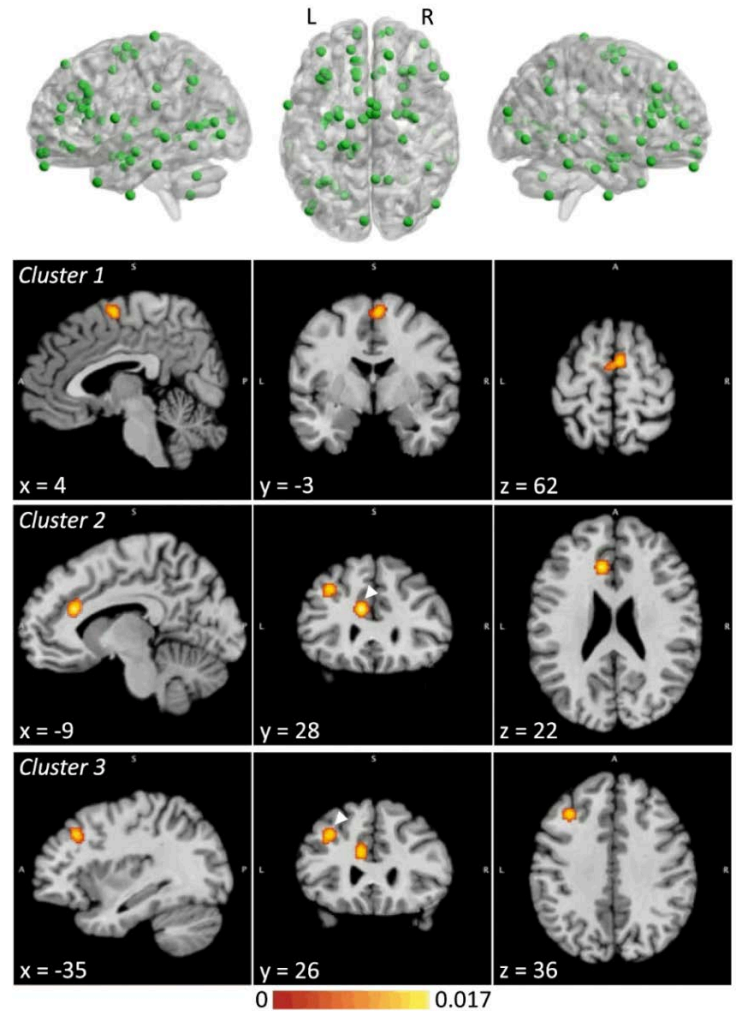 L R
Cluster 1
S S A
A P L R L R
x = 4 y = -3 z = 62
Cluster 2
S S A
A P L R L R
x = -9 y = 28 z = 22
Cluster 3
S S A
A P L R L R
x = -35 y = 26 z = 36
0 0.017